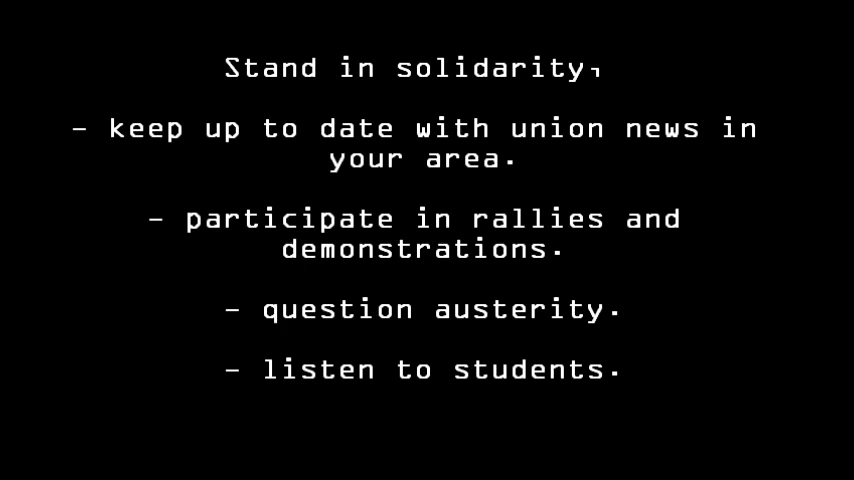 Stand in solidarity,
- keep up to date with union news in
your area.
- participate in rallies and
demonstrations.
- question austerity.
- listen to students.